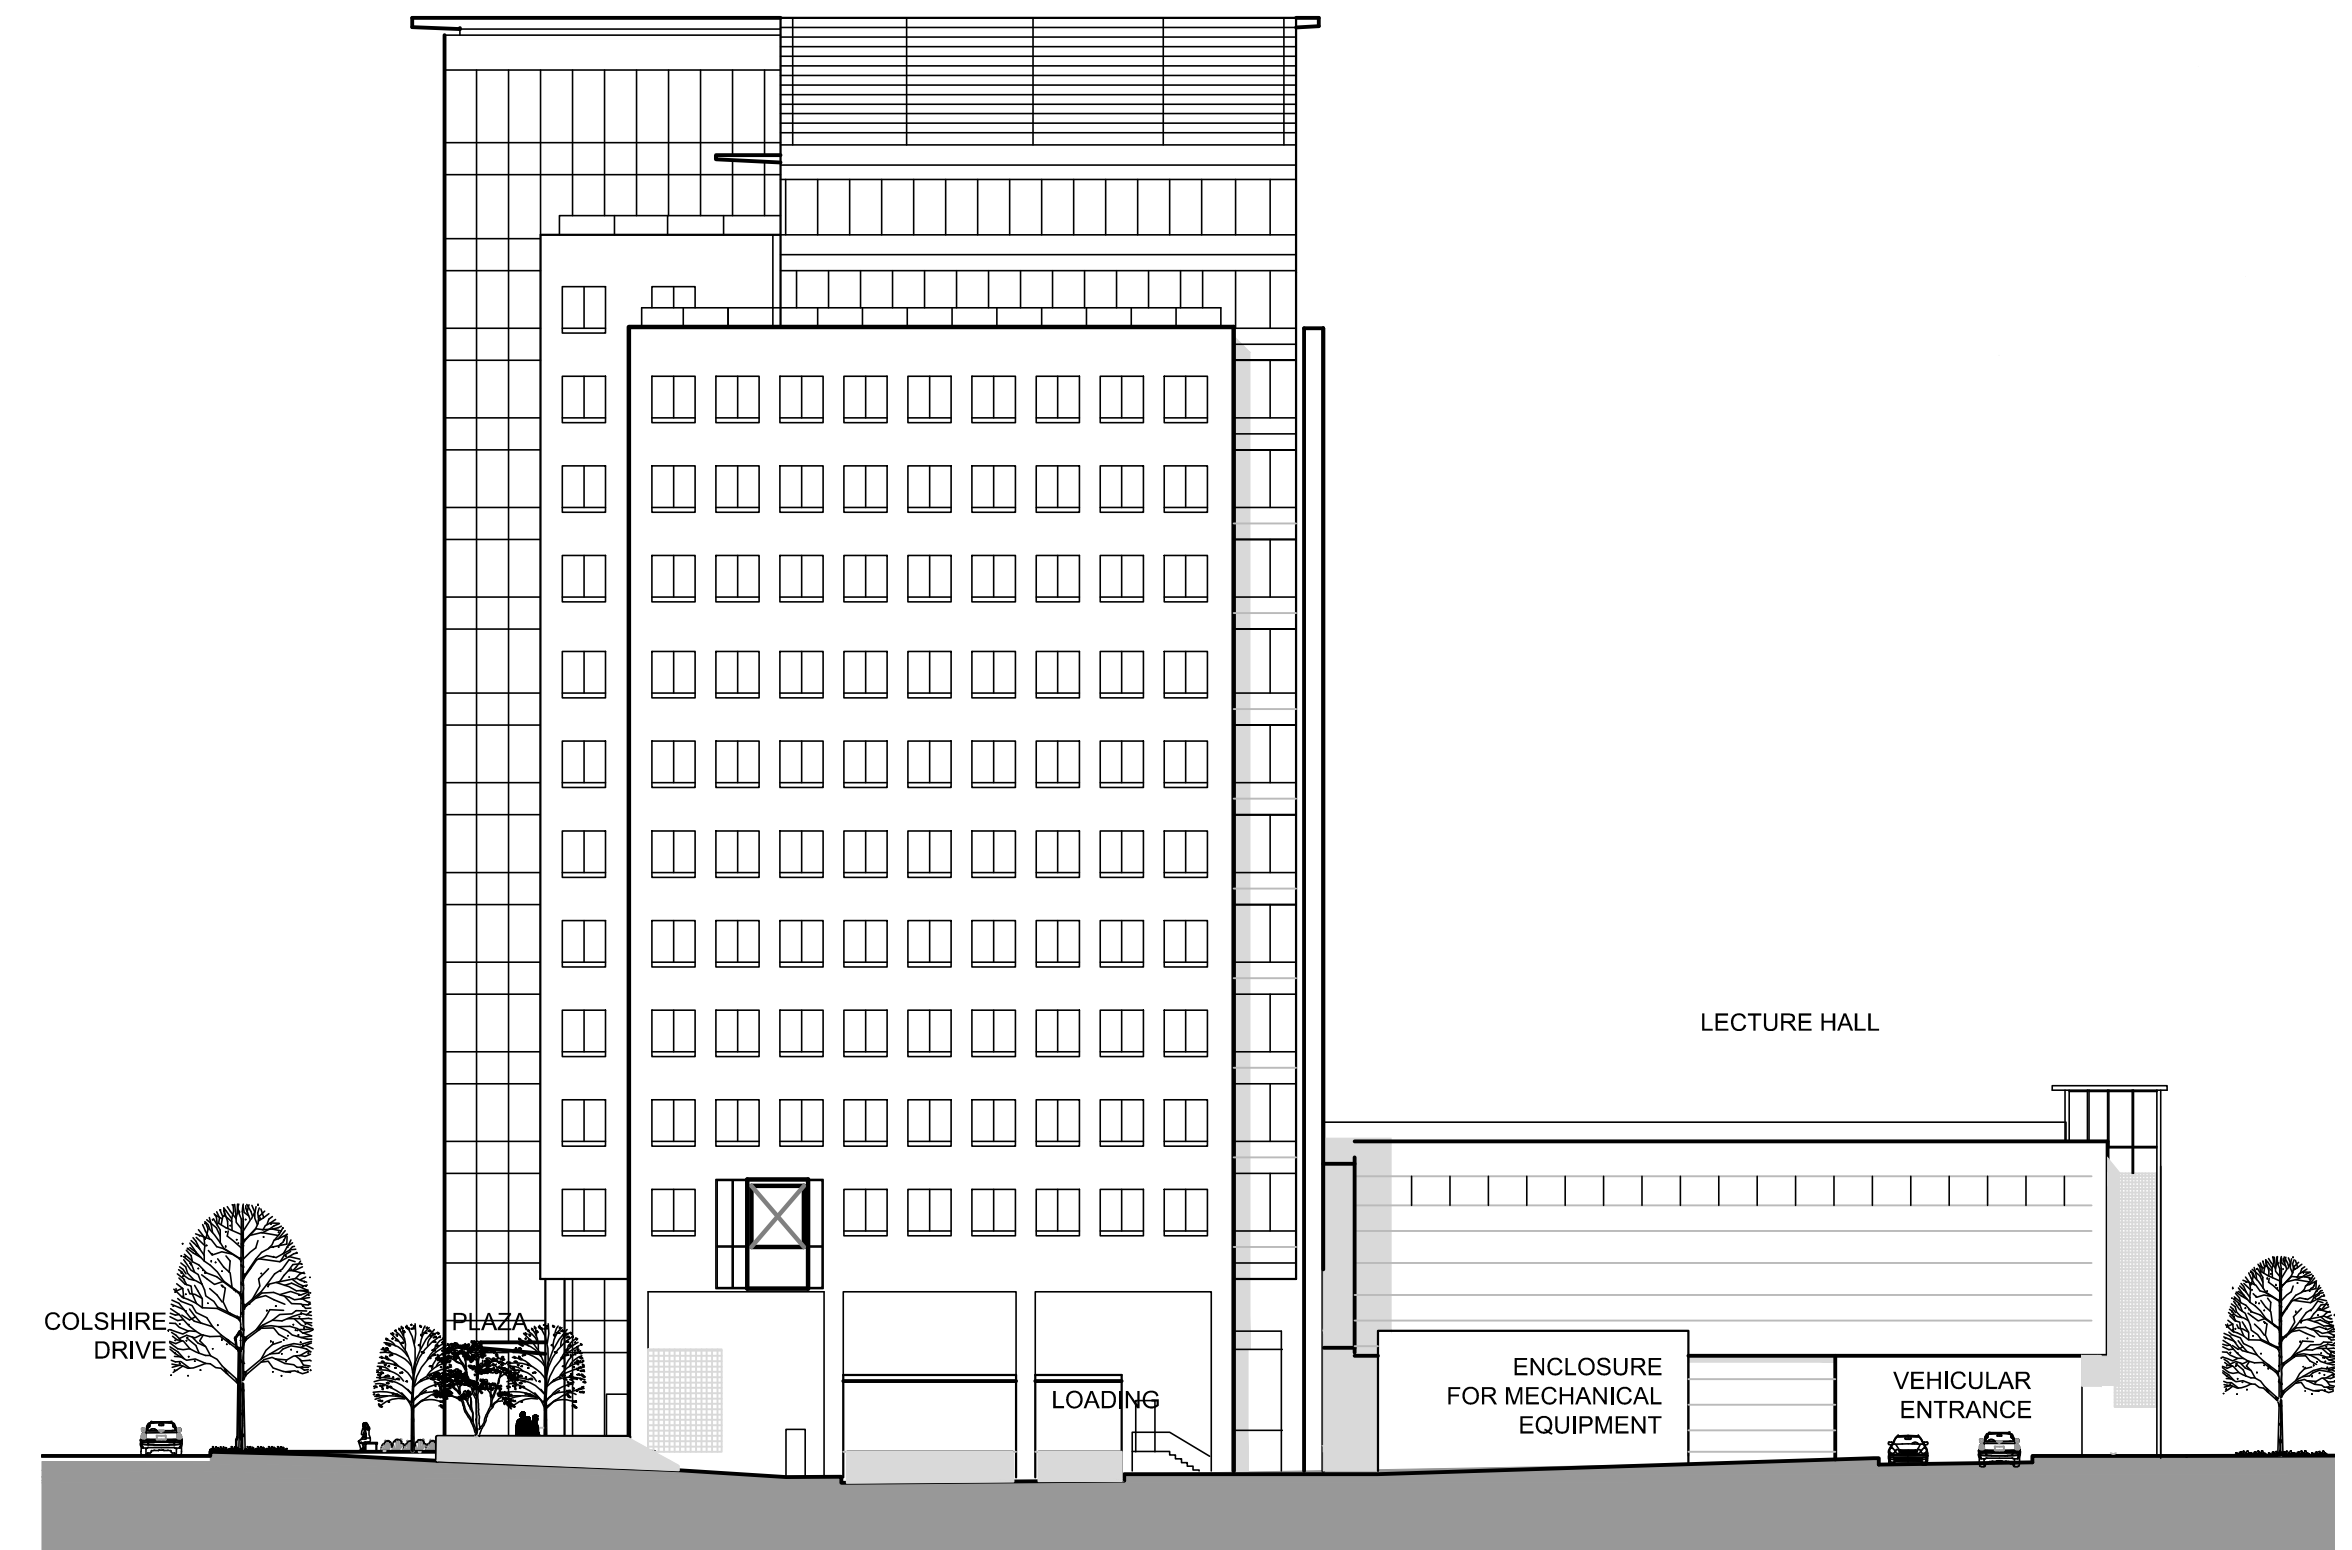 LECTURE HALL
COLSHIRE
DRIVE
PLAZA
LOADING
ENCLOSURE
FOR MECHANICAL
EQUIPMENT
VEHICULAR
ENTRANCE